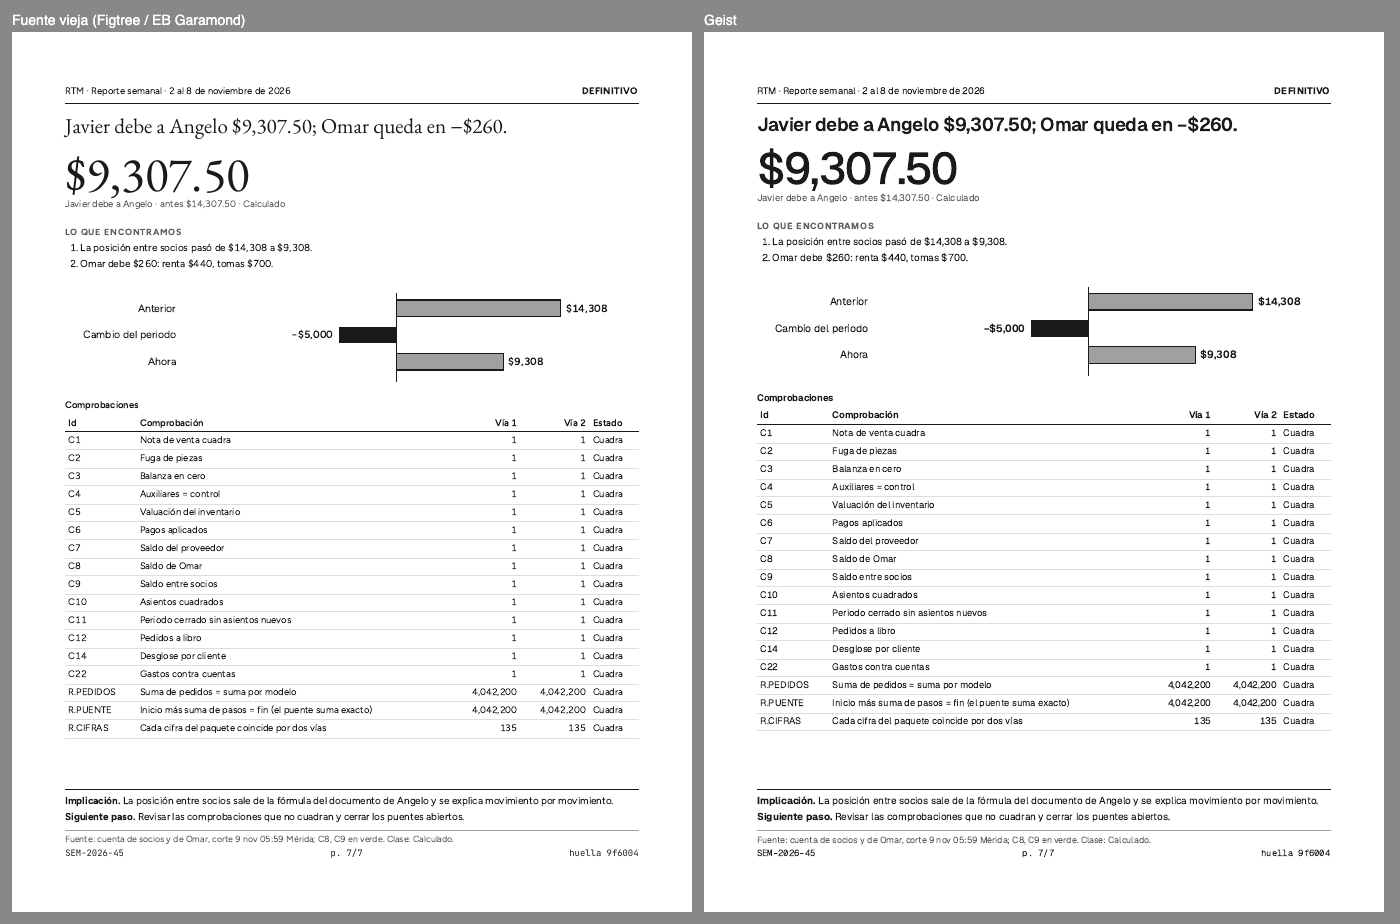 Fuente vieja (Figtree / EB Garamond)
RTM · Reporte semanal · 2 al 8 de noviembre de 2026 DEFINITIVO
Javier debe a Angelo $9,307.50; Omar queda en −$260.
$9,307.50
Javier debe a Angelo · antes $14,307.50 · Calculado
LO QUE ENCONTRAMOS
1. La posición entre socios pasó de $14,308 a $9,308.
2. Omar debe $260: renta $440, tomas $700.
Anterior $14,308
Cambio del periodo −$5,000
Ahora $9,308
Comprobaciones
Id Comprobación Vía 1 Vía 2 Estado
C1 Nota de venta cuadra 1 1 Cuadra
C2 Fuga de piezas 1 1 Cuadra
C3 Balanza en cero 1 1 Cuadra
C4 Auxiliares = control 1 1 Cuadra
C5 Valuación del inventario 1 1 Cuadra
C6 Pagos aplicados 1 1 Cuadra
C7 Saldo del proveedor 1 1 Cuadra
C8 Saldo de Omar 1 1 Cuadra
C9 Saldo entre socios 1 1 Cuadra
C10 Asientos cuadrados 1 1 Cuadra
C11 Periodo cerrado sin asientos nuevos 1 1 Cuadra
C12 Pedidos a libro 1 1 Cuadra
C14 Desglose por cliente 1 1 Cuadra
C22 Gastos contra cuentas 1 1 Cuadra
R.PEDIDOS Suma de pedidos = suma por modelo 4,042,200 4,042,200 Cuadra
R.PUENTE Inicio más suma de pasos = fin (el puente suma exacto) 4,042,200 4,042,200 Cuadra
R.CIFRAS Cada cifra del paquete coincide por dos vías 135 135 Cuadra
Implicación. La posición entre socios sale de la fórmula del documento de Angelo y se explica movimiento por movimiento.
Siguiente paso. Revisar las comprobaciones que no cuadran y cerrar los puentes abiertos.
Fuente: cuenta de socios y de Omar, corte 9 nov 05:59 Mérida; C8, C9 en verde. Clase: Calculado.
SEM-2026-45 p. 7/7 huella 9f6004
Geist
RTM · Reporte semanal · 2 al 8 de noviembre de 2026 DEFINITIVO
Javier debe a Angelo $9,307.50; Omar queda en −$260.
$9,307.50
Javier debe a Angelo · antes $14,307.50 · Calculado
LO QUE ENCONTRAMOS
1. La posición entre socios pasó de $14,308 a $9,308.
2. Omar debe $260: renta $440, tomas $700.
Anterior $14,308
Cambio del periodo −$5,000
Ahora $9,308
Comprobaciones
Id Comprobación Vía 1 Vía 2 Estado
C1 Nota de venta cuadra 1 1 Cuadra
C2 Fuga de piezas 1 1 Cuadra
C3 Balanza en cero 1 1 Cuadra
C4 Auxiliares = control 1 1 Cuadra
C5 Valuación del inventario 1 1 Cuadra
C6 Pagos aplicados 1 1 Cuadra
C7 Saldo del proveedor 1 1 Cuadra
C8 Saldo de Omar 1 1 Cuadra
C9 Saldo entre socios 1 1 Cuadra
C10 Asientos cuadrados 1 1 Cuadra
C11 Periodo cerrado sin asientos nuevos 1 1 Cuadra
C12 Pedidos a libro 1 1 Cuadra
C14 Desglose por cliente 1 1 Cuadra
C22 Gastos contra cuentas 1 1 Cuadra
R.PEDIDOS Suma de pedidos = suma por modelo 4,042,200 4,042,200 Cuadra
R.PUENTE Inicio más suma de pasos = fin (el puente suma exacto) 4,042,200 4,042,200 Cuadra
R.CIFRAS Cada cifra del paquete coincide por dos vías 135 135 Cuadra
Implicación. La posición entre socios sale de la fórmula del documento de Angelo y se explica movimiento por movimiento.
Siguiente paso. Revisar las comprobaciones que no cuadran y cerrar los puentes abiertos.
Fuente: cuenta de socios y de Omar, corte 9 nov 05:59 Mérida; C8, C9 en verde. Clase: Calculado.
SEM-2026-45 p. 7/7 huella 9f6004